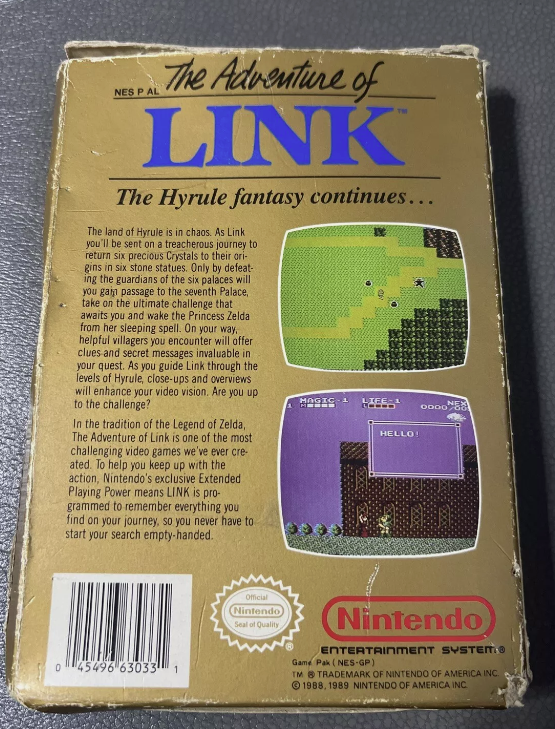 NES P AL
The Adventure of
LINK™
The Hyrule fantasy continues...
The land of Hyrule is in chaos. As Link
you'll be sent on a treacherous journey to
return six precious Crystals to their ori-
gins in six stone statues. Only by defeat-
ing the guardians of the six palaces will
you gain passage to the seventh Palace,
take on the ultimate challenge that
awaits you and wake the Princess Zelda
from her sleeping spell. On your way,
helpful villagers you encounter will offer
clues and secret messages invaluable in
your quest. As you guide Link through the
levels of Hyrule, close-ups and overviews
will enhance your video vision. Are you up
to the challenge?
In the tradition of the Legend of Zelda,
The Adventure of Link is one of the most
challenging video games we've ever cre-
ated. To help you keep up with the
action, Nintendo's exclusive Extended
Playing Power means LINK is pro-
grammed to remember everything you
find on your journey, so you never have to
start your search empty-handed.
MAGIC-1 LIFE-1 NEX
1 0000/00
HELLO!
0 45496 63033 1
Official
Nintendo
Seal of Quality
®
Nintendo
ENTERTAINMENT SYSTEM®
Game Pak (NES-GP)
TM ® TRADEMARK OF NINTENDO OF AMERICA INC.
© 1988, 1989 NINTENDO OF AMERICA INC.